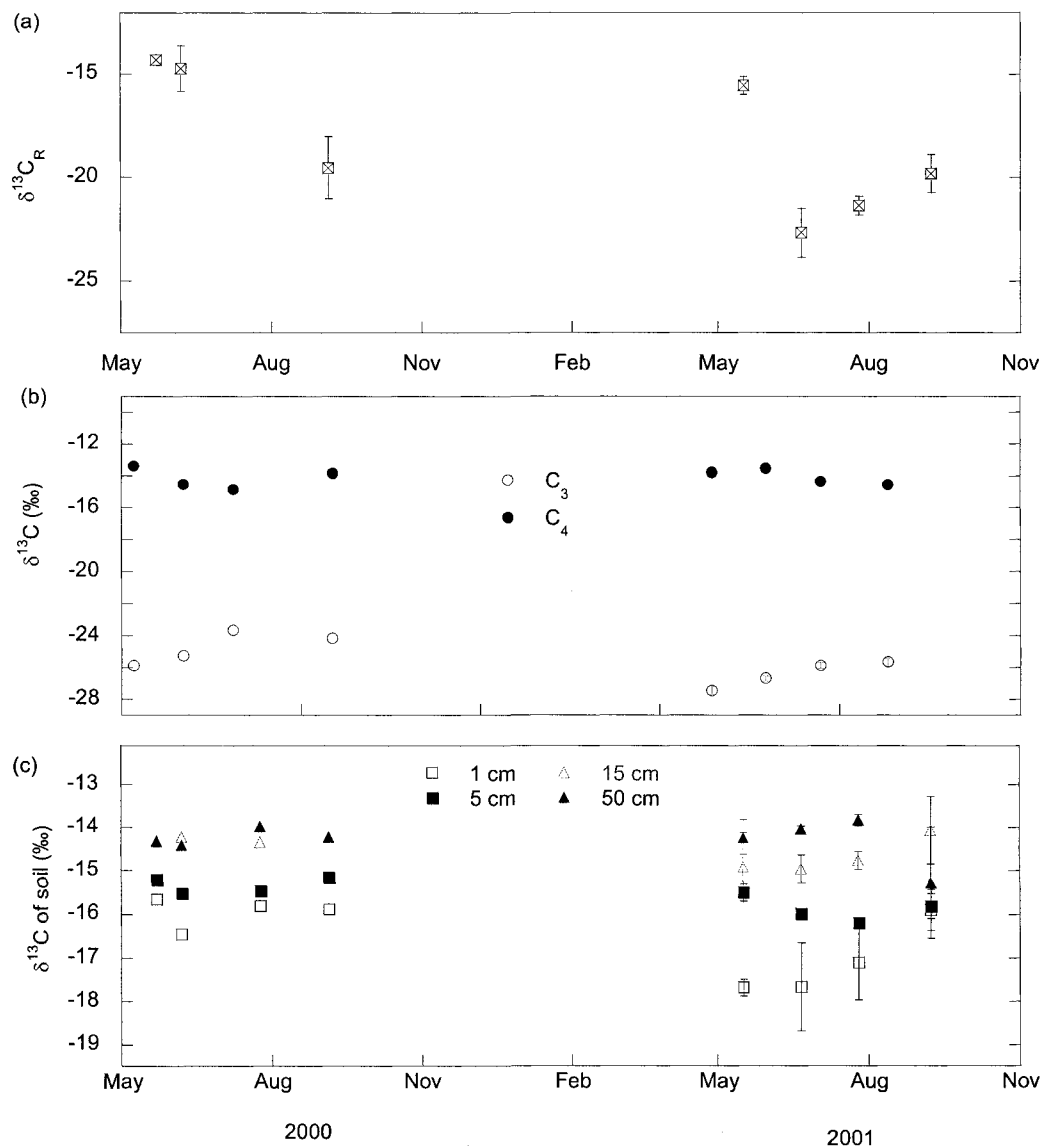 (a)
-15
-20
-25
δ¹³C_R
May Aug Nov Feb May Aug Nov
(b)
-12
-14
-20
-24
-28
δ¹³C (‰)
C₃
C₄
(c)
-13
-14
-15
-16
-17
-18
-19
δ¹³C of soil (‰)
1 cm 15 cm
5 cm 50 cm
May Aug Nov Feb May Aug Nov
2000 2001